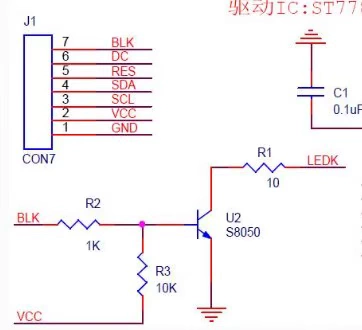 驱动IC:ST77
J1
7 BLK
6 DC
5 RES
4 SDA
3 SCL
2 VCC
1 GND
CON7
C1
0.1uF
R1
LEDK
10
BLK
R2
1K
U2
S8050
R3
10K
VCC